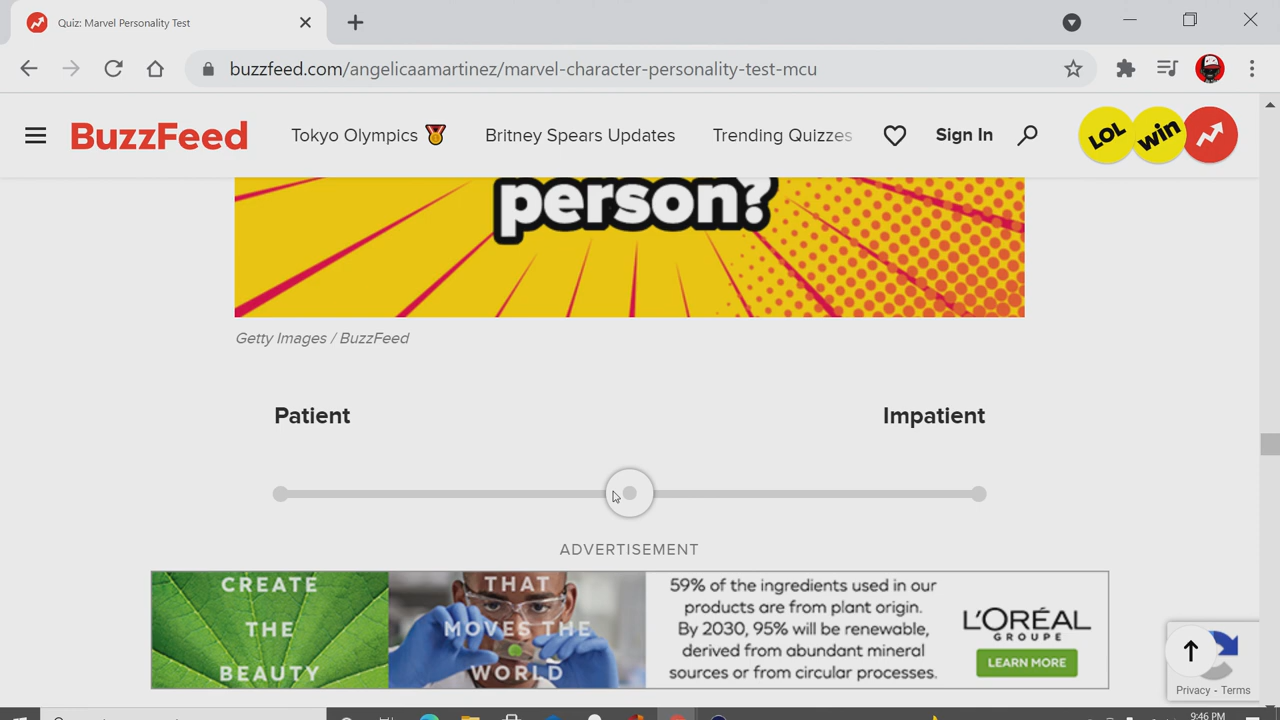 Quiz: Marvel Personality Test
buzzfeed.com/angelicaamartinez/marvel-character-personality-test-mcu
BuzzFeed
Tokyo Olympics
Britney Spears Updates
Trending Quizzes
Sign In
LOL
win
person?
Getty Images / BuzzFeed
Patient
Impatient
ADVERTISEMENT
CREATE
THE
BEAUTY
THAT
MOVES THE
WORLD
59% of the ingredients used in our
products are from plant origin.
By 2030, 95% will be renewable,
derived from abundant mineral
sources or from circular processes.
L'ORÉAL
GROUPE
LEARN MORE
Privacy - Terms
9:46 PM